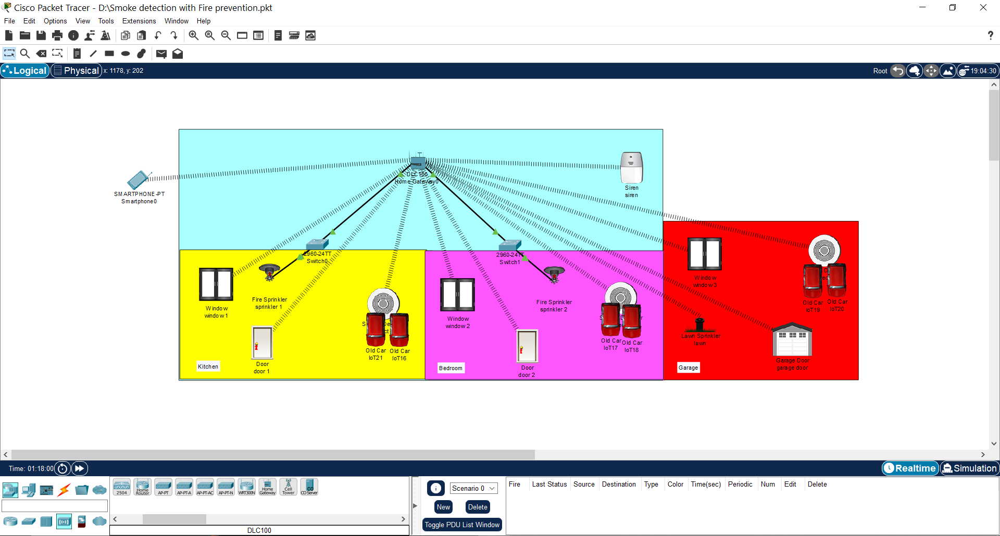 Cisco Packet Tracer - D:\Smoke detection with Fire prevention.pkt
File Edit Options View Tools Extensions Window Help
?
Logical Physical x: 1178, y: 202
Root 19:04:30
DLC100
Home Gateway0
Siren
siren
SMARTPHONE-PT
Smartphone0
2960-24TT
Switch0
2960-24TT
Switch1
Window
window 1
Fire Sprinkler
sprinkler 1
Door
door 1
Old Car
IoT21
Old Car
IoT16
Kitchen
Window
window 2
Fire Sprinkler
sprinkler 2
Door
door 2
Old Car
IoT17
Old Car
IoT18
Bedroom
Window
window 3
Old Car
IoT19
Old Car
IoT20
Lawn Sprinkler
lawn
Garage Door
garage door
Garage
Time: 01:18:00
Realtime Simulation
2504
Home Router
AP-PT
AP-PT-A
AP-PT-AC
AP-PT-N
WRT300N
Home Gateway
Cell Tower
CO
CO Server
DLC100
Scenario 0
New Delete
Toggle PDU List Window
Fire Last Status Source Destination Type Color Time(sec) Periodic Num Edit Delete